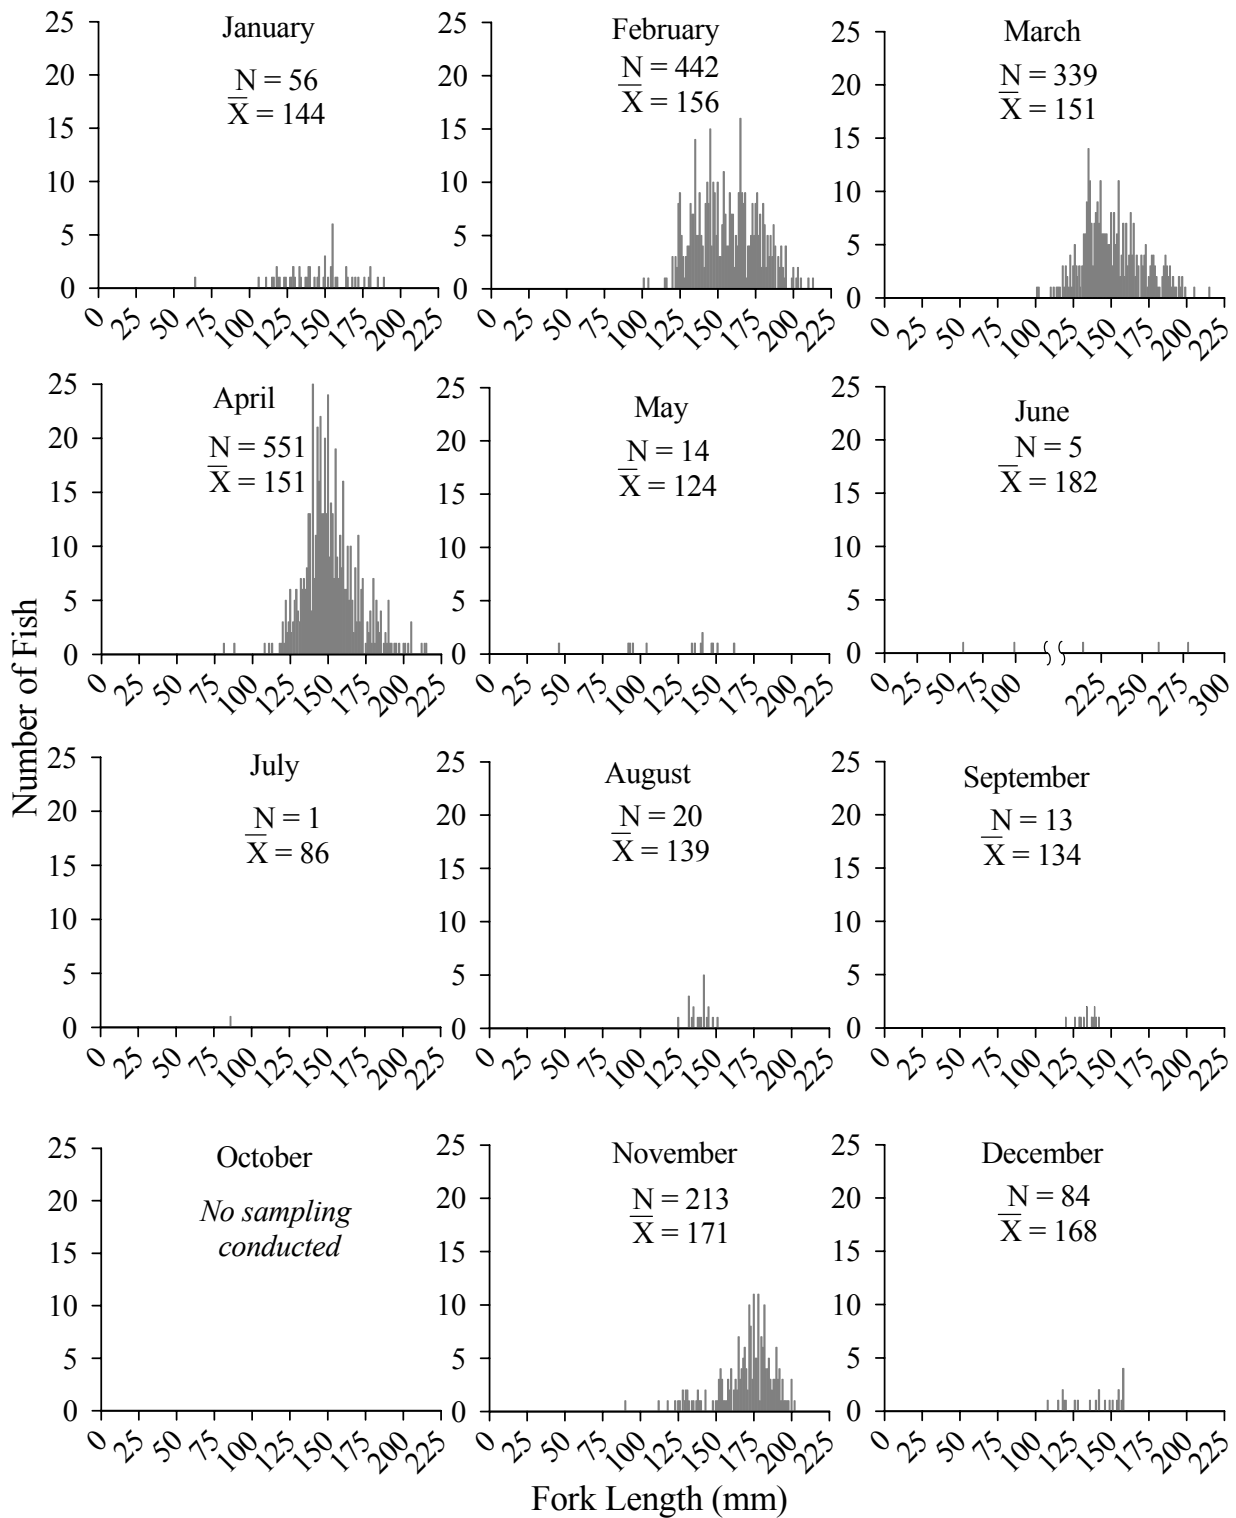 Number of Fish
25
20
15
10
5
0
January
N = 56
X = 144
0 25 50 75 100 125 150 175 200 225
25
20
15
10
5
0
February
N = 442
X = 156
0 25 50 75 100 125 150 175 200 225
25
20
15
10
5
0
March
N = 339
X = 151
0 25 50 75 100 125 150 175 200 225
25
20
15
10
5
0
April
N = 551
X = 151
0 25 50 75 100 125 150 175 200 225
25
20
15
10
5
0
May
N = 14
X = 124
0 25 50 75 100 125 150 175 200 225
25
20
15
10
5
0
June
N = 5
X = 182
0 25 50 75 100 225 250 275 300
25
20
15
10
5
0
July
N = 1
X = 86
0 25 50 75 100 125 150 175 200 225
25
20
15
10
5
0
August
N = 20
X = 139
0 25 50 75 100 125 150 175 200 225
25
20
15
10
5
0
September
N = 13
X = 134
0 25 50 75 100 125 150 175 200 225
25
20
15
10
5
0
October
No sampling
conducted
0 25 50 75 100 125 150 175 200 225
25
20
15
10
5
0
November
N = 213
X = 171
0 25 50 75 100 125 150 175 200 225
25
20
15
10
5
0
December
N = 84
X = 168
0 25 50 75 100 125 150 175 200 225
Fork Length (mm)